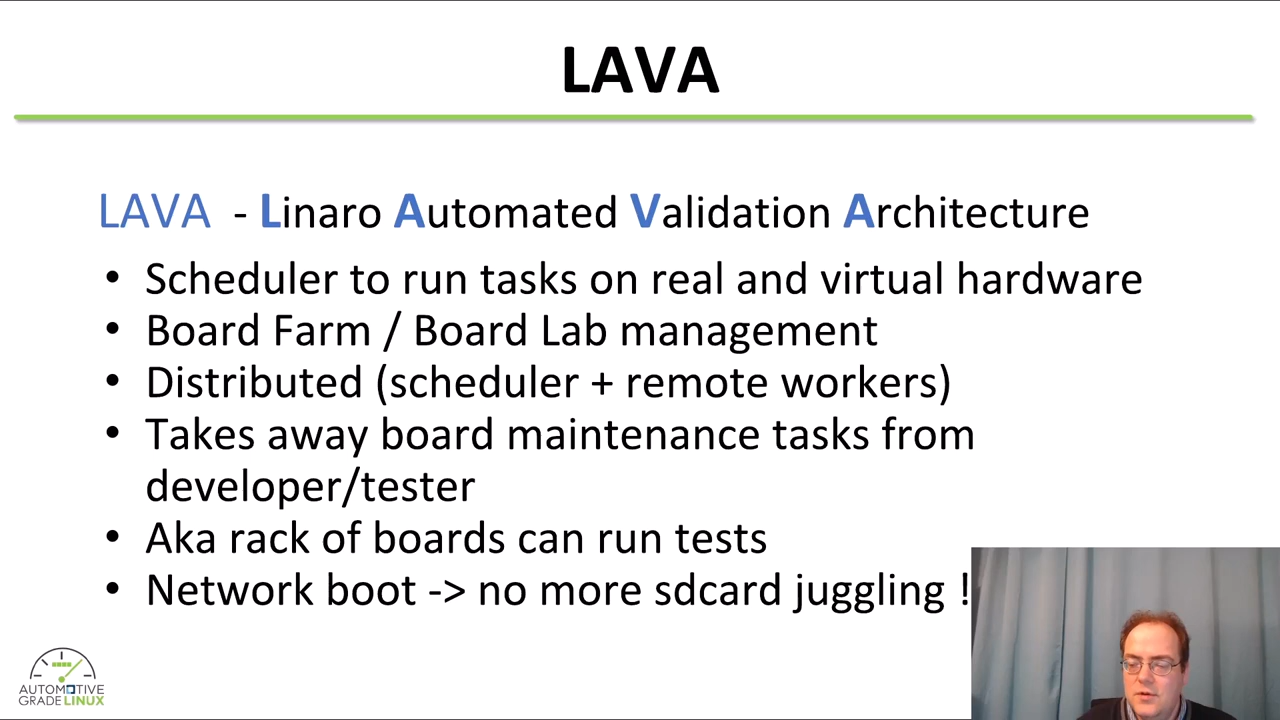 LAVA
LAVA - Linaro Automated Validation Architecture
• Scheduler to run tasks on real and virtual hardware
• Board Farm / Board Lab management
• Distributed (scheduler + remote workers)
• Takes away board maintenance tasks from
developer/tester
• Aka rack of boards can run tests
• Network boot -> no more sdcard juggling !
AUTOMOTIVE
GRADE LINUX